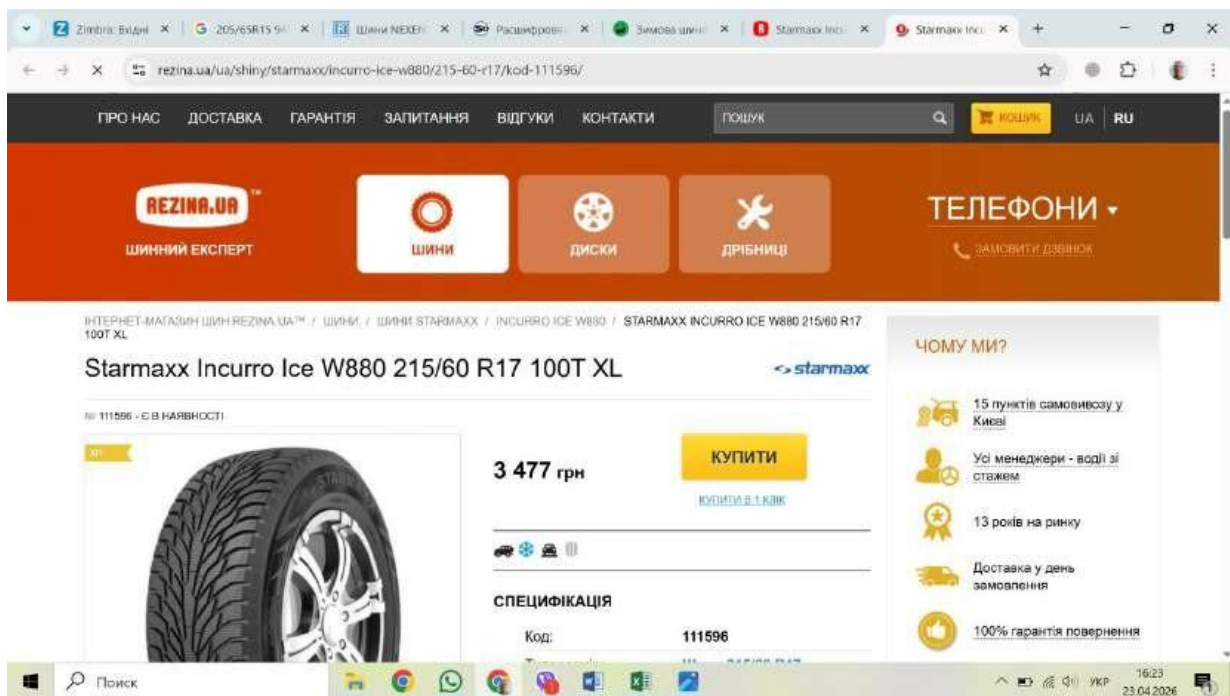 Zimbra: Вхідні
205/65R15 94
Шини NEXEN
Расшифров
Зимова шин
Starmaxx Inc
Starmaxx Incu
rezina.ua/ua/shiny/starmaxx/incurro-ice-w880/215-60-r17/kod-111596/
ПРО НАС ДОСТАВКА ГАРАНТІЯ ЗАПИТАННЯ ВІДГУКИ КОНТАКТИ ПОШУК КОШИК UA RU
REZINA.UA™
ШИННИЙ ЕКСПЕРТ
ШИНИ
ДИСКИ
ДРІБНИЦІ
ТЕЛЕФОНИ
ЗАМОВИТИ ДЗВІНОК
ІНТЕРНЕТ-МАГАЗИН ШИН REZINA.UA™ / ШИНИ / ШИНИ STARMAXX / INCURRO ICE W880 / STARMAXX INCURRO ICE W880 215/60 R17
100T XL
Starmaxx Incurro Ice W880 215/60 R17 100T XL
starmaxx
№ 111596 - Є В НАЯВНОСТІ
ХІТ
3 477 грн
КУПИТИ
КУПИТИ В 1 КЛІК
СПЕЦИФІКАЦІЯ
Код: 111596
ЧОМУ МИ?
15 пунктів самовивозу у
Києві
Усі менеджери - водії зі
стажем
13 років на ринку
Доставка у день
замовлення
100% гарантія повернення
Поиск
УКР
16:23
23.04.2026